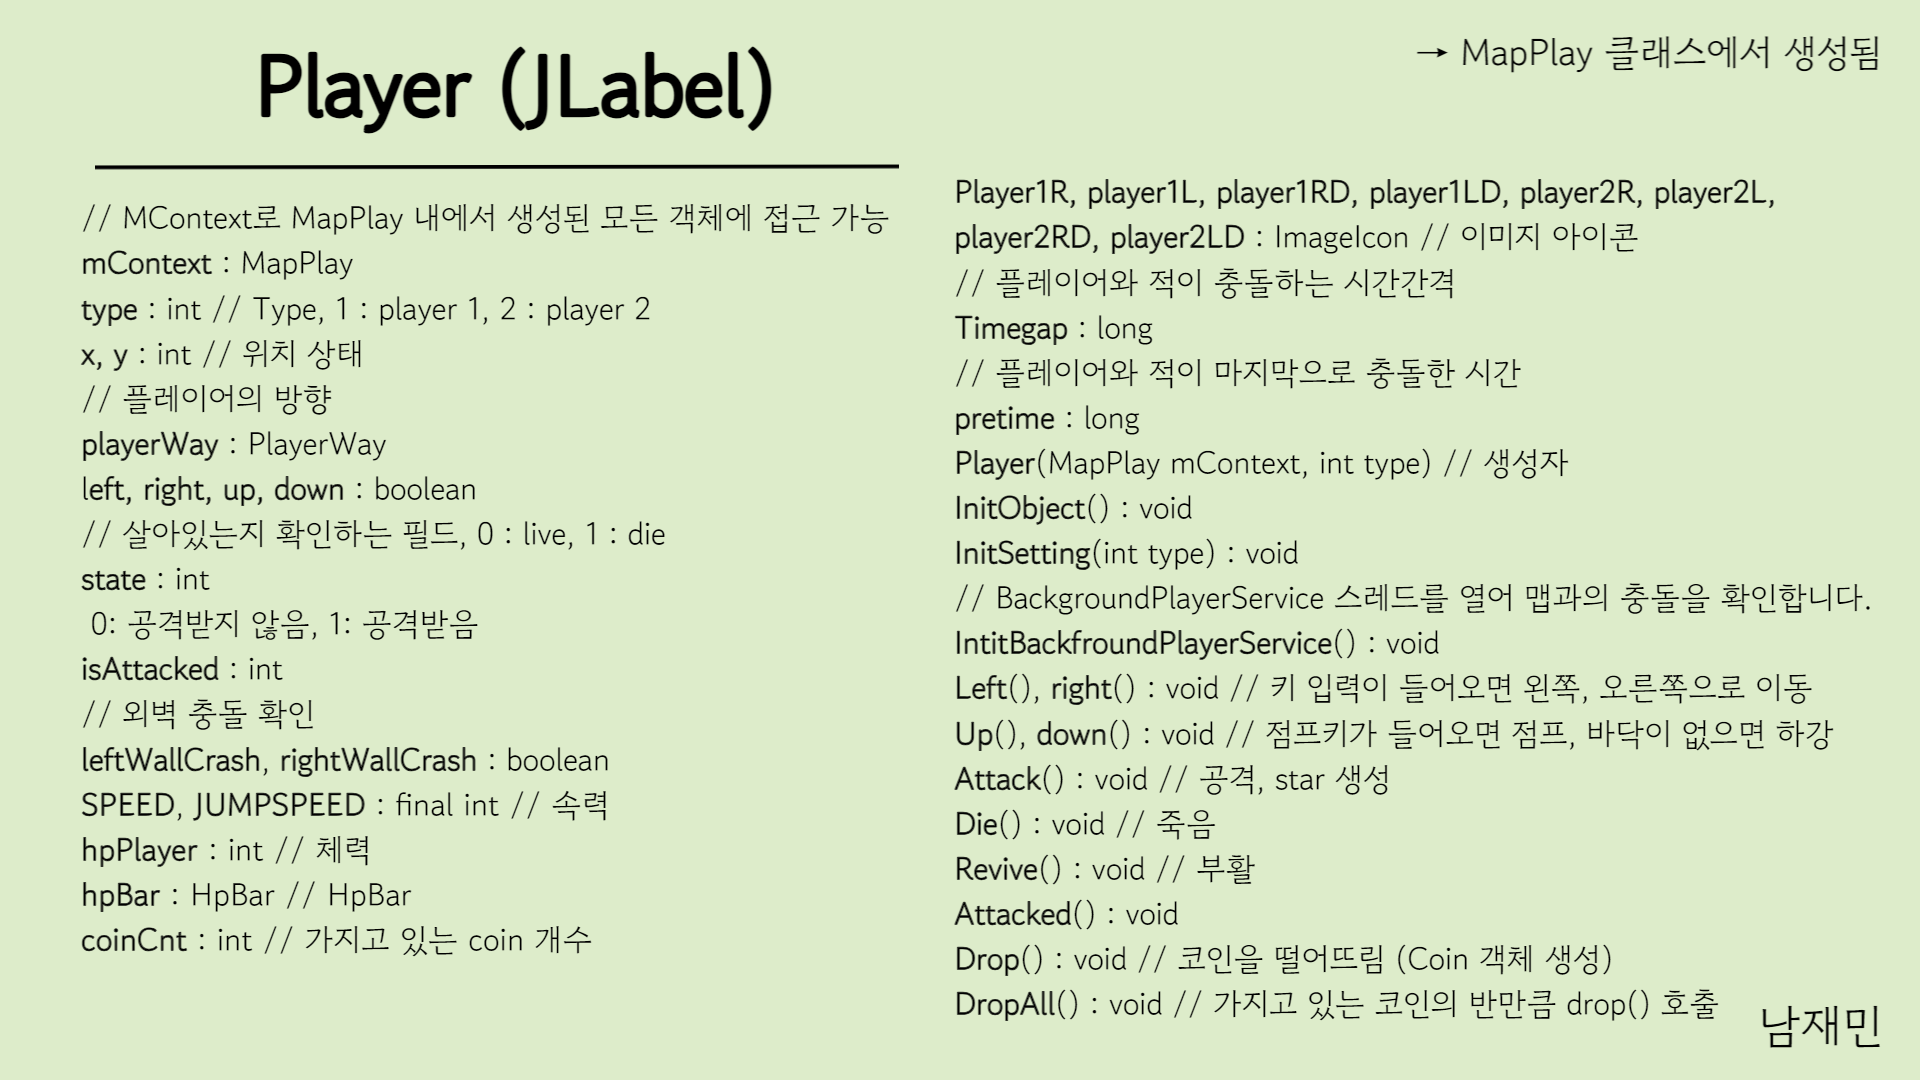 Player (JLabel)
→ MapPlay 클래스에서 생성됨
// MContext로 MapPlay 내에서 생성된 모든 객체에 접근 가능
mContext : MapPlay
type : int // Type, 1 : player 1, 2 : player 2
x, y : int // 위치 상태
// 플레이어의 방향
playerWay : PlayerWay
left, right, up, down : boolean
// 살아있는지 확인하는 필드, 0 : live, 1 : die
state : int
0: 공격받지 않음, 1: 공격받음
isAttacked : int
// 외벽 충돌 확인
leftWallCrash, rightWallCrash : boolean
SPEED, JUMPSPEED : final int // 속력
hpPlayer : int // 체력
hpBar : HpBar // HpBar
coinCnt : int // 가지고 있는 coin 개수
Player1R, player1L, player1RD, player1LD, player2R, player2L,
player2RD, player2LD : ImageIcon // 이미지 아이콘
// 플레이어와 적이 충돌하는 시간간격
Timegap : long
// 플레이어와 적이 마지막으로 충돌한 시간
pretime : long
Player(MapPlay mContext, int type) // 생성자
InitObject() : void
InitSetting(int type) : void
// BackgroundPlayerService 스레드를 열어 맵과의 충돌을 확인합니다.
IntitBackfroundPlayerService() : void
Left(), right() : void // 키 입력이 들어오면 왼쪽, 오른쪽으로 이동
Up(), down() : void // 점프키가 들어오면 점프, 바닥이 없으면 하강
Attack() : void // 공격, star 생성
Die() : void // 죽음
Revive() : void // 부활
Attacked() : void
Drop() : void // 코인을 떨어뜨림 (Coin 객체 생성)
DropAll() : void // 가지고 있는 코인의 반만큼 drop() 호출
남재민